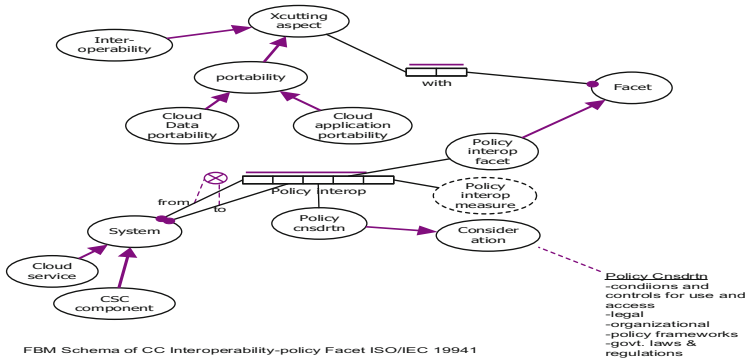 Xcutting
aspect
Inter-
operability
portability
with
Facet
Cloud
Data
portability
Cloud
application
portability
Policy
interop
facet
Policy interop
Policy
interop
measure
from
to
System
Policy
cnsdrtn
Consider
ation
Cloud
service
CSC
component
Policy Cnsdrtn
-condiions and
controls for use and
access
-legal
-organizational
-policy frameworks
-govt. laws &
regulations
FBM Schema of CC Interoperability-policy Facet ISO/IEC 19941